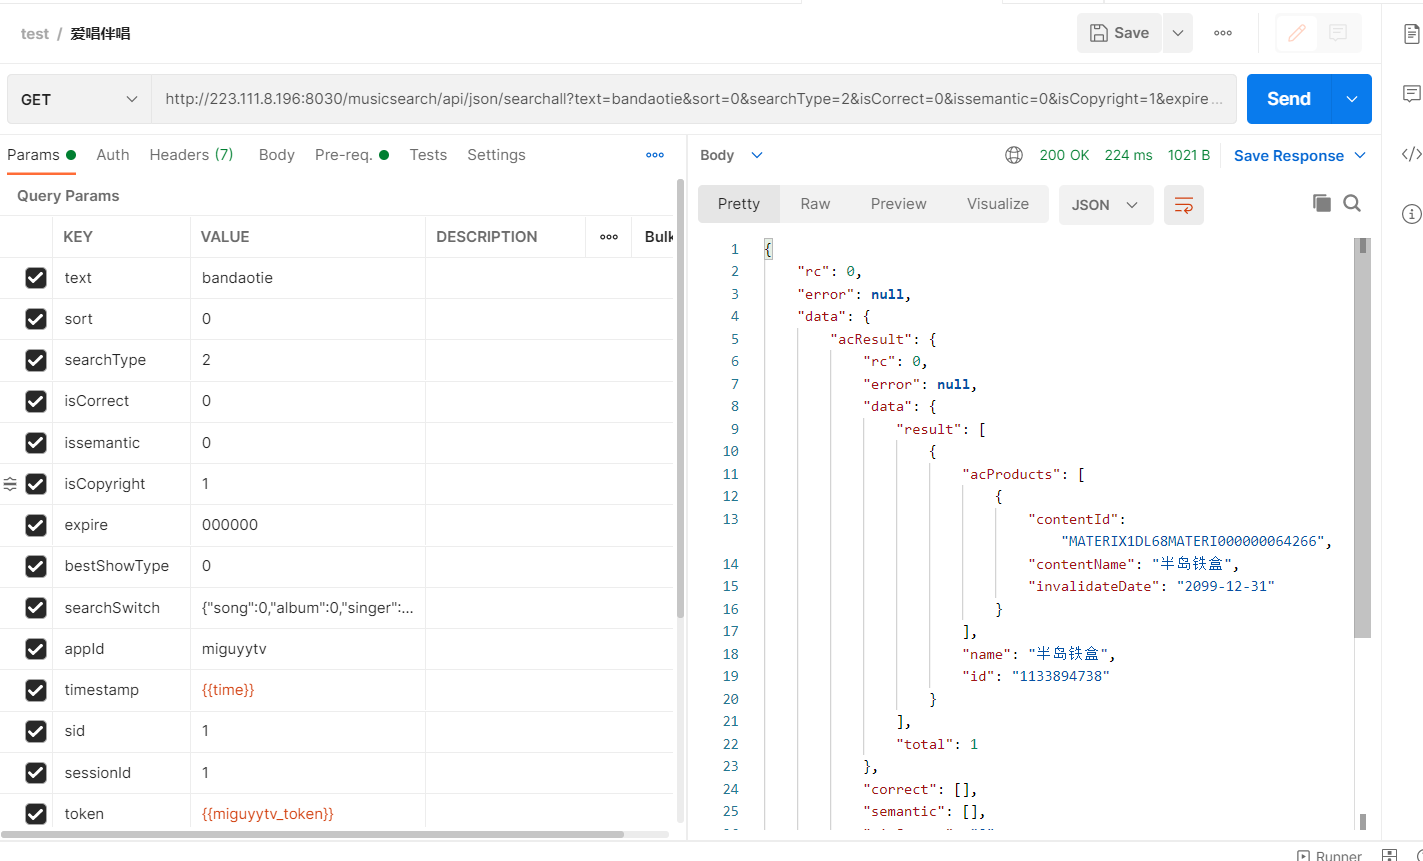 test / 爱唱伴唱
Save
GET
http://223.111.8.196:8030/musicsearch/api/json/searchall?text=bandaotie&sort=0&searchType=2&isCorrect=0&issemantic=0&isCopyright=1&expire...
Send
Params Auth Headers (7) Body Pre-req. Tests Settings
Query Params
KEY VALUE DESCRIPTION Bulk
text bandaotie
sort 0
searchType 2
isCorrect 0
issemantic 0
isCopyright 1
expire 000000
bestShowType 0
searchSwitch {"song":0,"album":0,"singer":...
appId miguyytv
timestamp {{time}}
sid 1
sessionId 1
token {{miguyytv_token}}
Body 200 OK 224 ms 1021 B Save Response
Pretty Raw Preview Visualize JSON
1 {
2 "rc": 0,
3 "error": null,
4 "data": {
5 "acResult": {
6 "rc": 0,
7 "error": null,
8 "data": {
9 "result": [
10 {
11 "acProducts": [
12 {
13 "contentId":
"MATERIX1DL68MATERI000000064266",
14 "contentName": "半岛铁盒",
15 "invalidateDate": "2099-12-31"
16 }
17 ],
18 "name": "半岛铁盒",
19 "id": "1133894738"
20 }
21 ],
22 "total": 1
23 },
24 "correct": [],
25 "semantic": [],
Runner